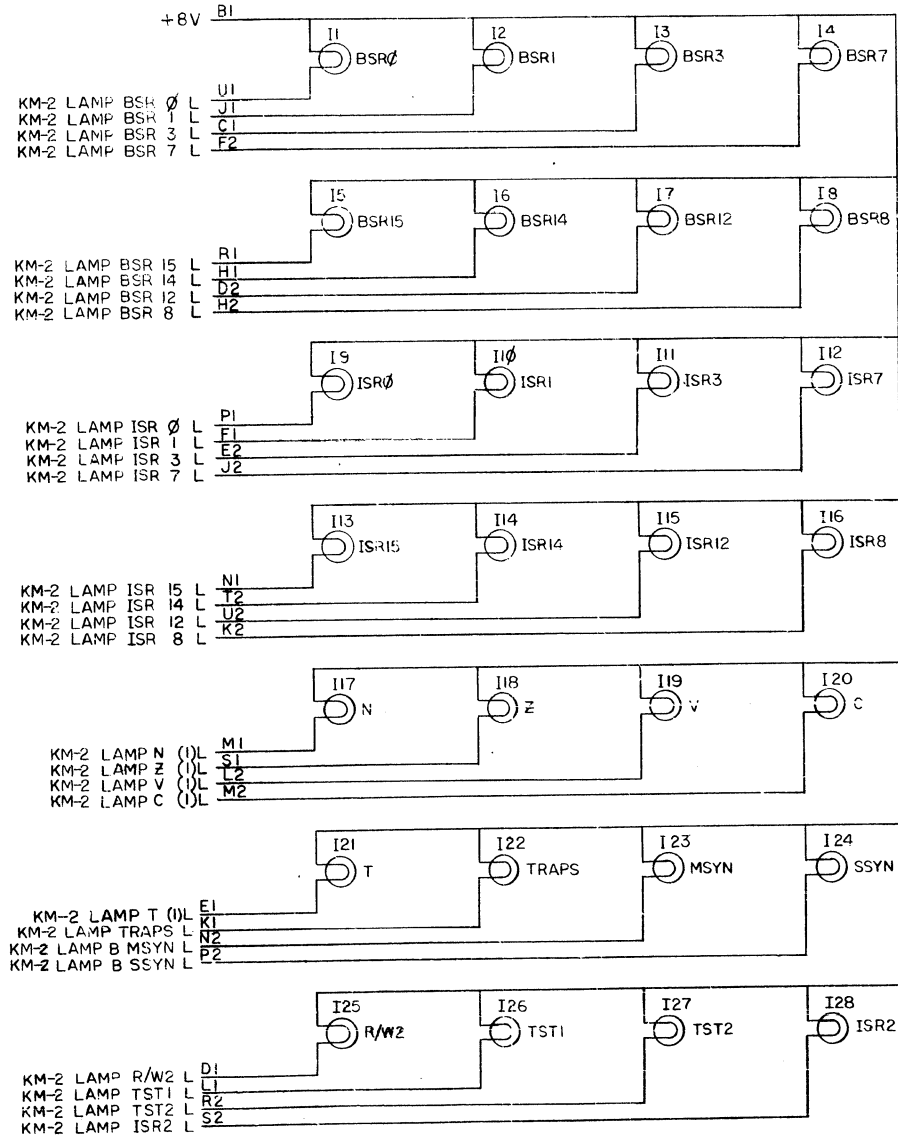 +8V B1
I1 I2 I3 I4
BSRØ BSR1 BSR3 BSR7
KM-2 LAMP BSR Ø L U1
KM-2 LAMP BSR 1 L J1
KM-2 LAMP BSR 3 L C1
KM-2 LAMP BSR 7 L F2
I5 I6 I7 I8
BSR15 BSR14 BSR12 BSR8
KM-2 LAMP BSR 15 L R1
KM-2 LAMP BSR 14 L H1
KM-2 LAMP BSR 12 L D2
KM-2 LAMP BSR 8 L H2
I9 I1Ø I11 I12
ISRØ ISR1 ISR3 ISR7
KM-2 LAMP ISR Ø L P1
KM-2 LAMP ISR 1 L F1
KM-2 LAMP ISR 3 L E2
KM-2 LAMP ISR 7 L J2
I13 I14 I15 I16
ISR15 ISR14 ISR12 ISR8
KM-2 LAMP ISR 15 L N1
KM-2 LAMP ISR 14 L T2
KM-2 LAMP ISR 12 L U2
KM-2 LAMP ISR 8 L K2
I17 I18 I19 I20
N Z V C
KM-2 LAMP N (1)L M1
KM-2 LAMP Z (1)L S1
KM-2 LAMP V (1)L L2
KM-2 LAMP C (1)L M2
I21 I22 I23 I24
T TRAPS MSYN SSYN
KM-2 LAMP T (1)L E1
KM-2 LAMP TRAPS L K1
KM-2 LAMP B MSYN L N2
KM-2 LAMP B SSYN L P2
I25 I26 I27 I28
R/W2 TST1 TST2 ISR2
KM-2 LAMP R/W2 L D1
KM-2 LAMP TST1 L L1
KM-2 LAMP TST2 L R2
KM-2 LAMP ISR2 L S2